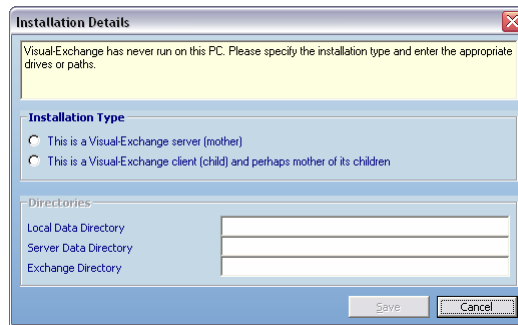 Installation Details
Visual-Exchange has never run on this PC. Please specify the installation type and enter the appropriate
drives or paths.
Installation Type
This is a Visual-Exchange server (mother)
This is a Visual-Exchange client (child) and perhaps mother of its children
Directories
Local Data Directory
Server Data Directory
Exchange Directory
Save
Cancel